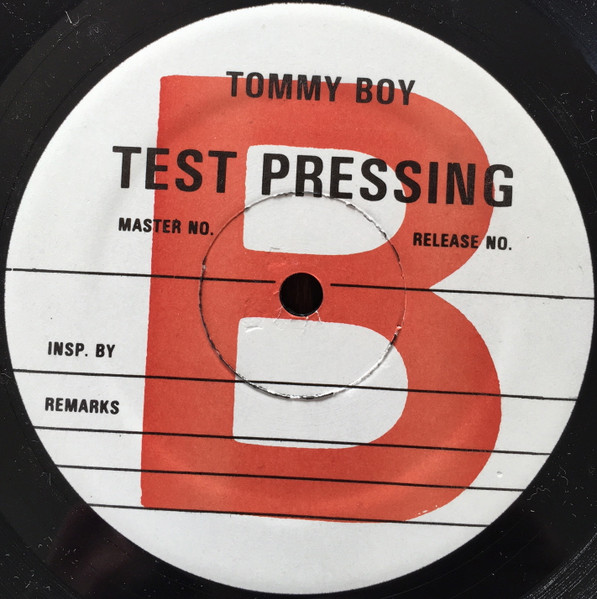 TOMMY BOY
TEST PRESSING
MASTER NO.
RELEASE NO.
B
INSP. BY
REMARKS